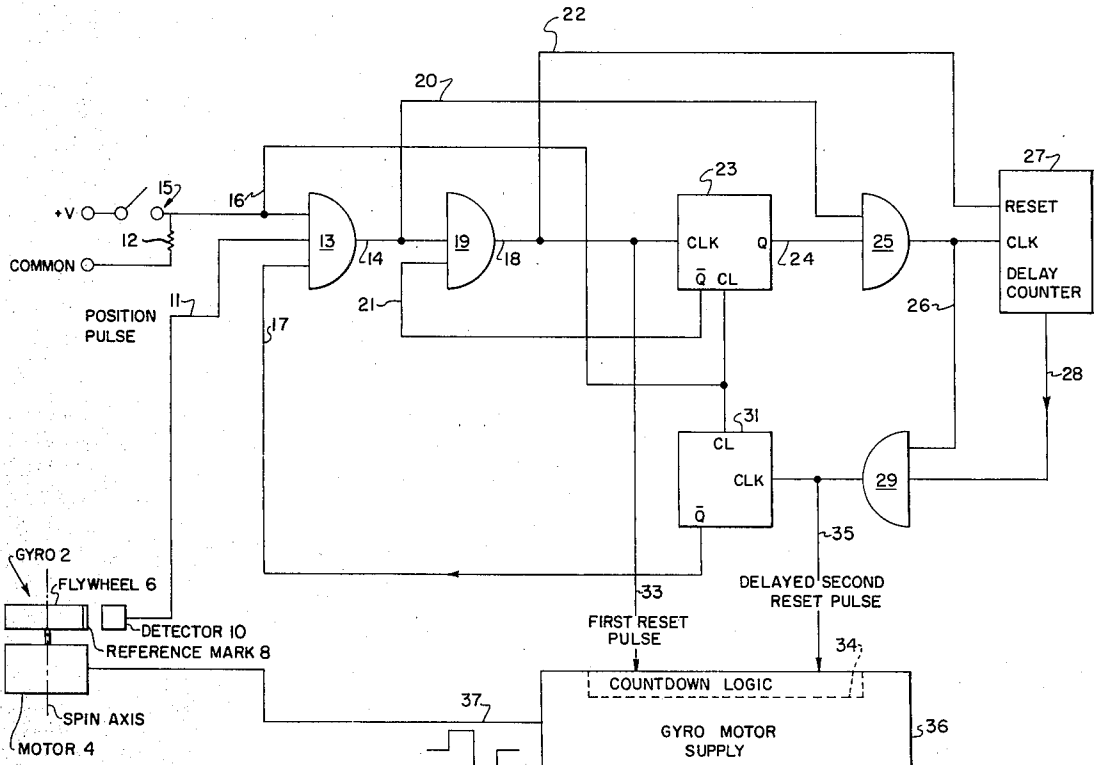 22
20
27
23
15
16
+V
RESET
12
13
19
CLK
Q
25
CLK
14
18
24
COMMON
Q̅
CL
DELAY
COUNTER
11
21
26
POSITION
PULSE
17
28
31
CL
CLK
29
Q̅
35
GYRO 2
FLYWHEEL 6
33
DELAYED SECOND
RESET PULSE
DETECTOR 10
FIRST RESET
PULSE
REFERENCE MARK 8
34
COUNTDOWN LOGIC
37
SPIN AXIS
GYRO MOTOR
SUPPLY
36
MOTOR 4